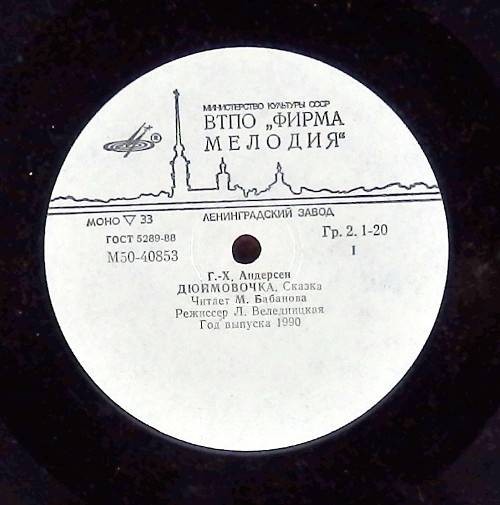 МИНИСТЕРСТВО КУЛЬТУРЫ СССР
ВТПО „ФИРМА
МЕЛОДИЯ“
®
МОНО ▽ 33
ЛЕНИНГРАДСКИЙ ЗАВОД
ГОСТ 5289-88
Гр. 2. 1-20
М50-40853
I
Г.-Х. Андерсен
ДЮЙМОВОЧКА. Сказка
Читает М. Бабанова
Режиссер Л. Веледницкая
Год выпуска 1990